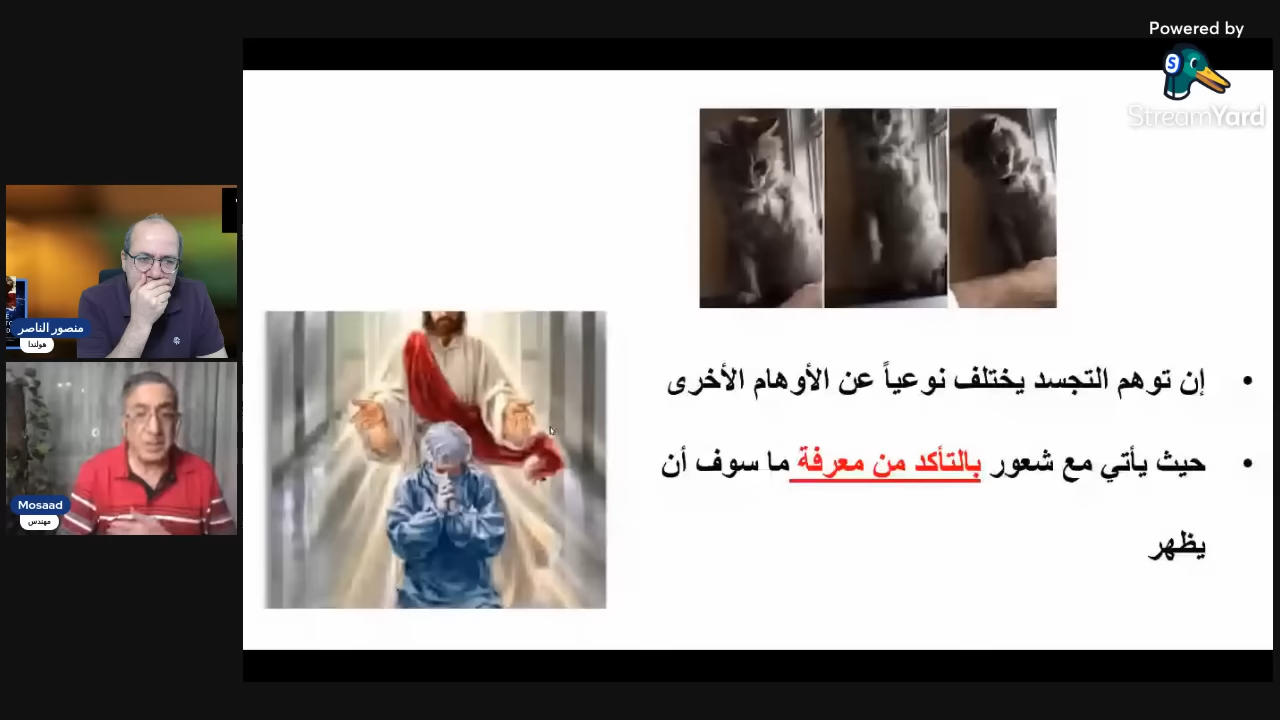 Powered by
StreamYard
منصور الناصر
هولندا
Mosaad
مهندس
• إن توهم التجسد يختلف نوعياً عن الأوهام الأخرى
• حيث يأتي مع شعور بالتأكد من معرفة ما سوف أن
يظهر